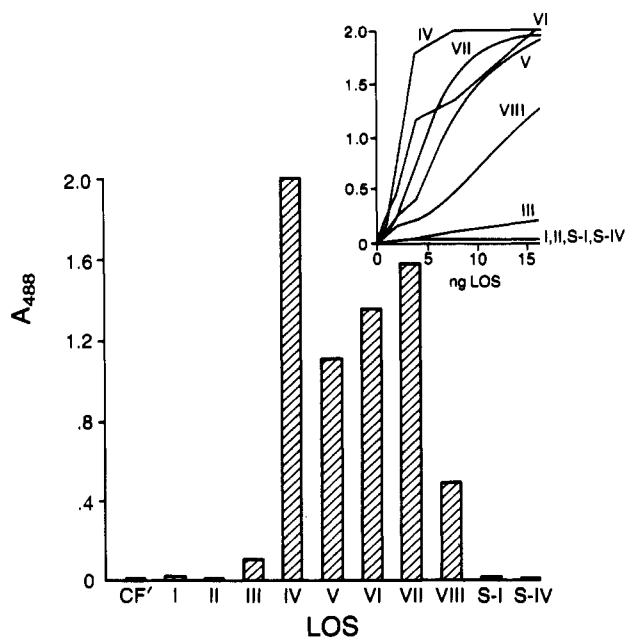 VI
2.0
IV
VII
V
1.5
VIII
1.0
0.5
III
I,II,S-I,S-IV
0
0 5 10 15
ng LOS
2.0
1.6
A488
1.2
.8
.4
0
CF' I II III IV V VI VII VIII S-I S-IV
LOS